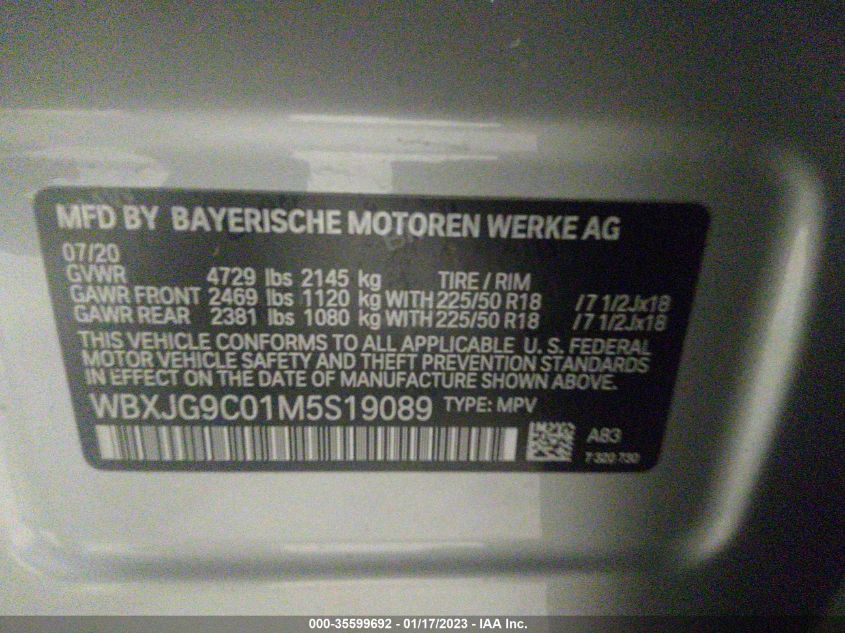 MFD BY BAYERISCHE MOTOREN WERKE AG
07/20
GVWR 4729 lbs 2145 kg TIRE / RIM
GAWR FRONT 2469 lbs 1120 kg WITH 225/50 R18 /7 1/2Jx18
GAWR REAR 2381 lbs 1080 kg WITH 225/50 R18 /7 1/2Jx18
THIS VEHICLE CONFORMS TO ALL APPLICABLE U.S. FEDERAL
MOTOR VEHICLE SAFETY AND THEFT PREVENTION STANDARDS
IN EFFECT ON THE DATE OF MANUFACTURE SHOWN ABOVE.
WBXJG9C01M5S19089 TYPE: MPV
A83
7 320 730
000-35599692 - 01/17/2023 - IAA Inc.